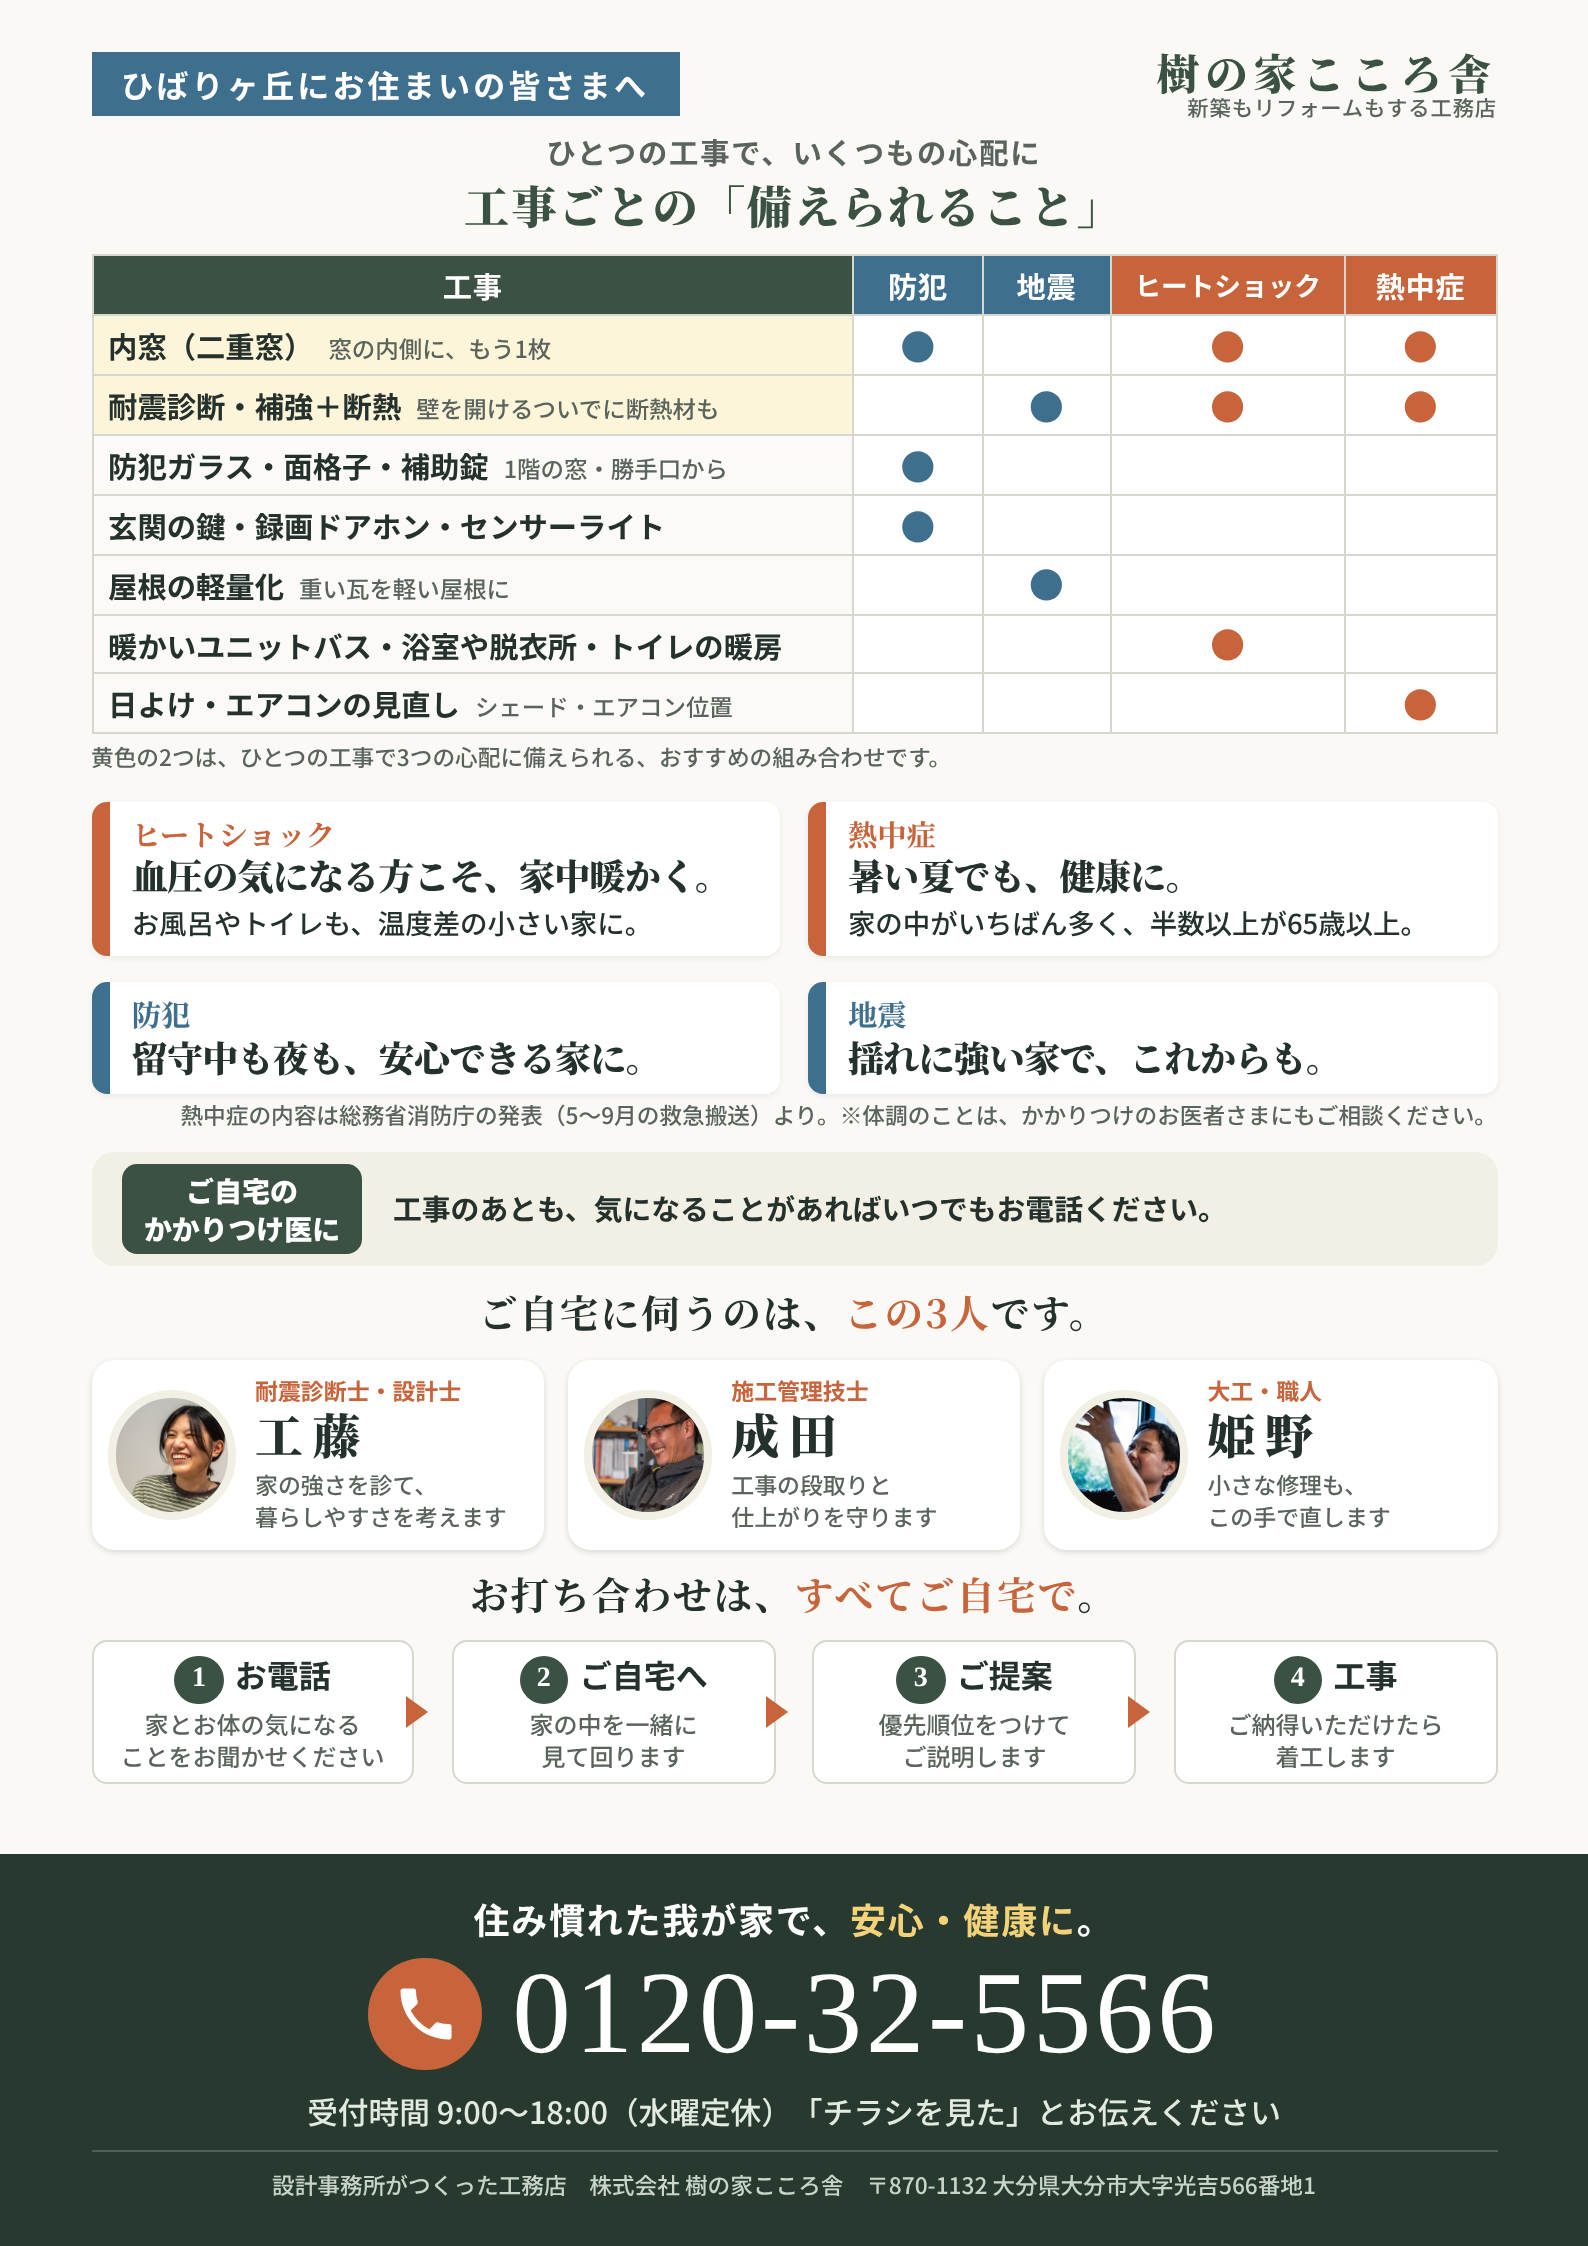 ひばりヶ丘にお住まいの皆さまへ
樹の家こころ舎
新築もリフォームもする工務店
ひとつの工事で、いくつもの心配に
工事ごとの「備えられること」
工事 防犯 地震 ヒートショック 熱中症
内窓（二重窓） 窓の内側に、もう1枚 ● ● ●
耐震診断・補強＋断熱 壁を開けるついでに断熱材も ● ● ●
防犯ガラス・面格子・補助錠 1階の窓・勝手口から ●
玄関の鍵・録画ドアホン・センサーライト ●
屋根の軽量化 重い瓦を軽い屋根に ●
暖かいユニットバス・浴室や脱衣所・トイレの暖房 ●
日よけ・エアコンの見直し シェード・エアコン位置 ●
黄色の2つは、ひとつの工事で3つの心配に備えられる、おすすめの組み合わせです。
ヒートショック
血圧の気になる方こそ、家中暖かく。
お風呂やトイレも、温度差の小さい家に。
熱中症
暑い夏でも、健康に。
家の中がいちばん多く、半数以上が65歳以上。
防犯
留守中も夜も、安心できる家に。
地震
揺れに強い家で、これからも。
熱中症の内容は総務省消防庁の発表（5〜9月の救急搬送）より。※体調のことは、かかりつけのお医者さまにもご相談ください。
ご自宅の
かかりつけ医に
工事のあとも、気になることがあればいつでもお電話ください。
ご自宅に伺うのは、この3人です。
耐震診断士・設計士
工藤
家の強さを診て、
暮らしやすさを考えます
施工管理技士
成田
工事の段取りと
仕上がりを守ります
大工・職人
姫野
小さな修理も、
この手で直します
お打ち合わせは、すべてご自宅で。
1 お電話
家とお体の気になる
ことをお聞かせください
2 ご自宅へ
家の中を一緒に
見て回ります
3 ご提案
優先順位をつけて
ご説明します
4 工事
ご納得いただけたら
着工します
住み慣れた我が家で、安心・健康に。
0120-32-5566
受付時間 9:00〜18:00（水曜定休）「チラシを見た」とお伝えください
設計事務所がつくった工務店　株式会社 樹の家こころ舎　〒870-1132 大分県大分市大字光吉566番地1